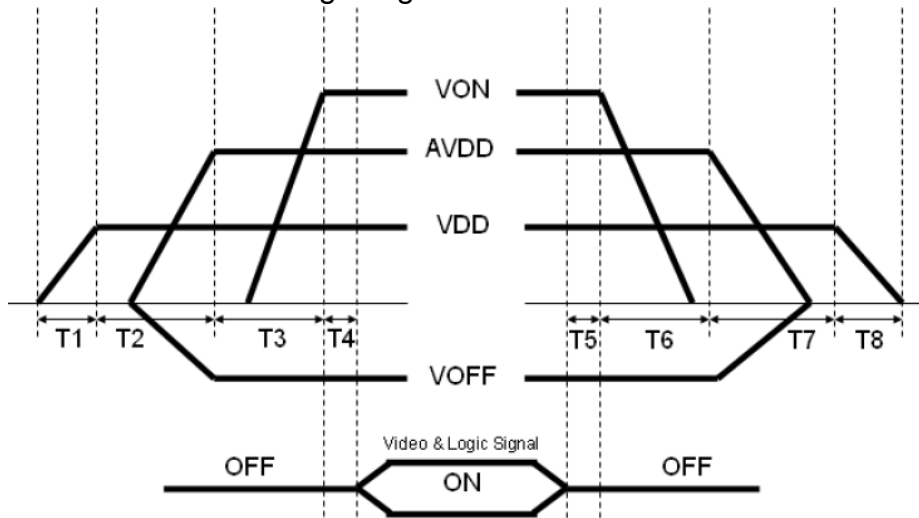 VON
AVDD
VDD
T1 T2 T3 T4 T5 T6 T7 T8
VOFF
Video & Logic Signal
OFF ON OFF